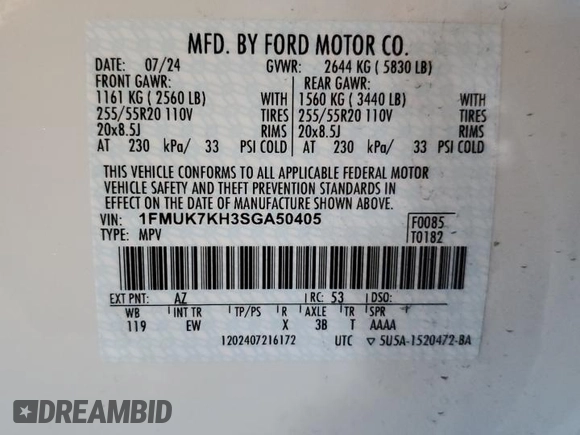 MFD. BY FORD MOTOR CO.
DATE: 07/24 GVWR: 2644 KG ( 5830 LB)
FRONT GAWR: REAR GAWR:
1161 KG ( 2560 LB) WITH 1560 KG ( 3440 LB) WITH
255/55R20 110V TIRES 255/55R20 110V TIRES
20x8.5J RIMS 20x8.5J RIMS
AT 230 kPa/ 33 PSI COLD AT 230 kPa/ 33 PSI COLD
THIS VEHICLE CONFORMS TO ALL APPLICABLE FEDERAL MOTOR
VEHICLE SAFETY AND THEFT PREVENTION STANDARDS IN
EFFECT ON THE DATE OF MANUFACTURE SHOWN ABOVE.
VIN: 1FMUK7KH3SGA50405 F0085
TYPE: MPV T0182
EXT PNT: AZ RC: 53 DSO:
WB INT TR TP/PS R AXLE TR SPR
119 EW X 3B T AAAA
1202407216172 UTC ▽ 5U5A-1520472-BA
DREAMBID